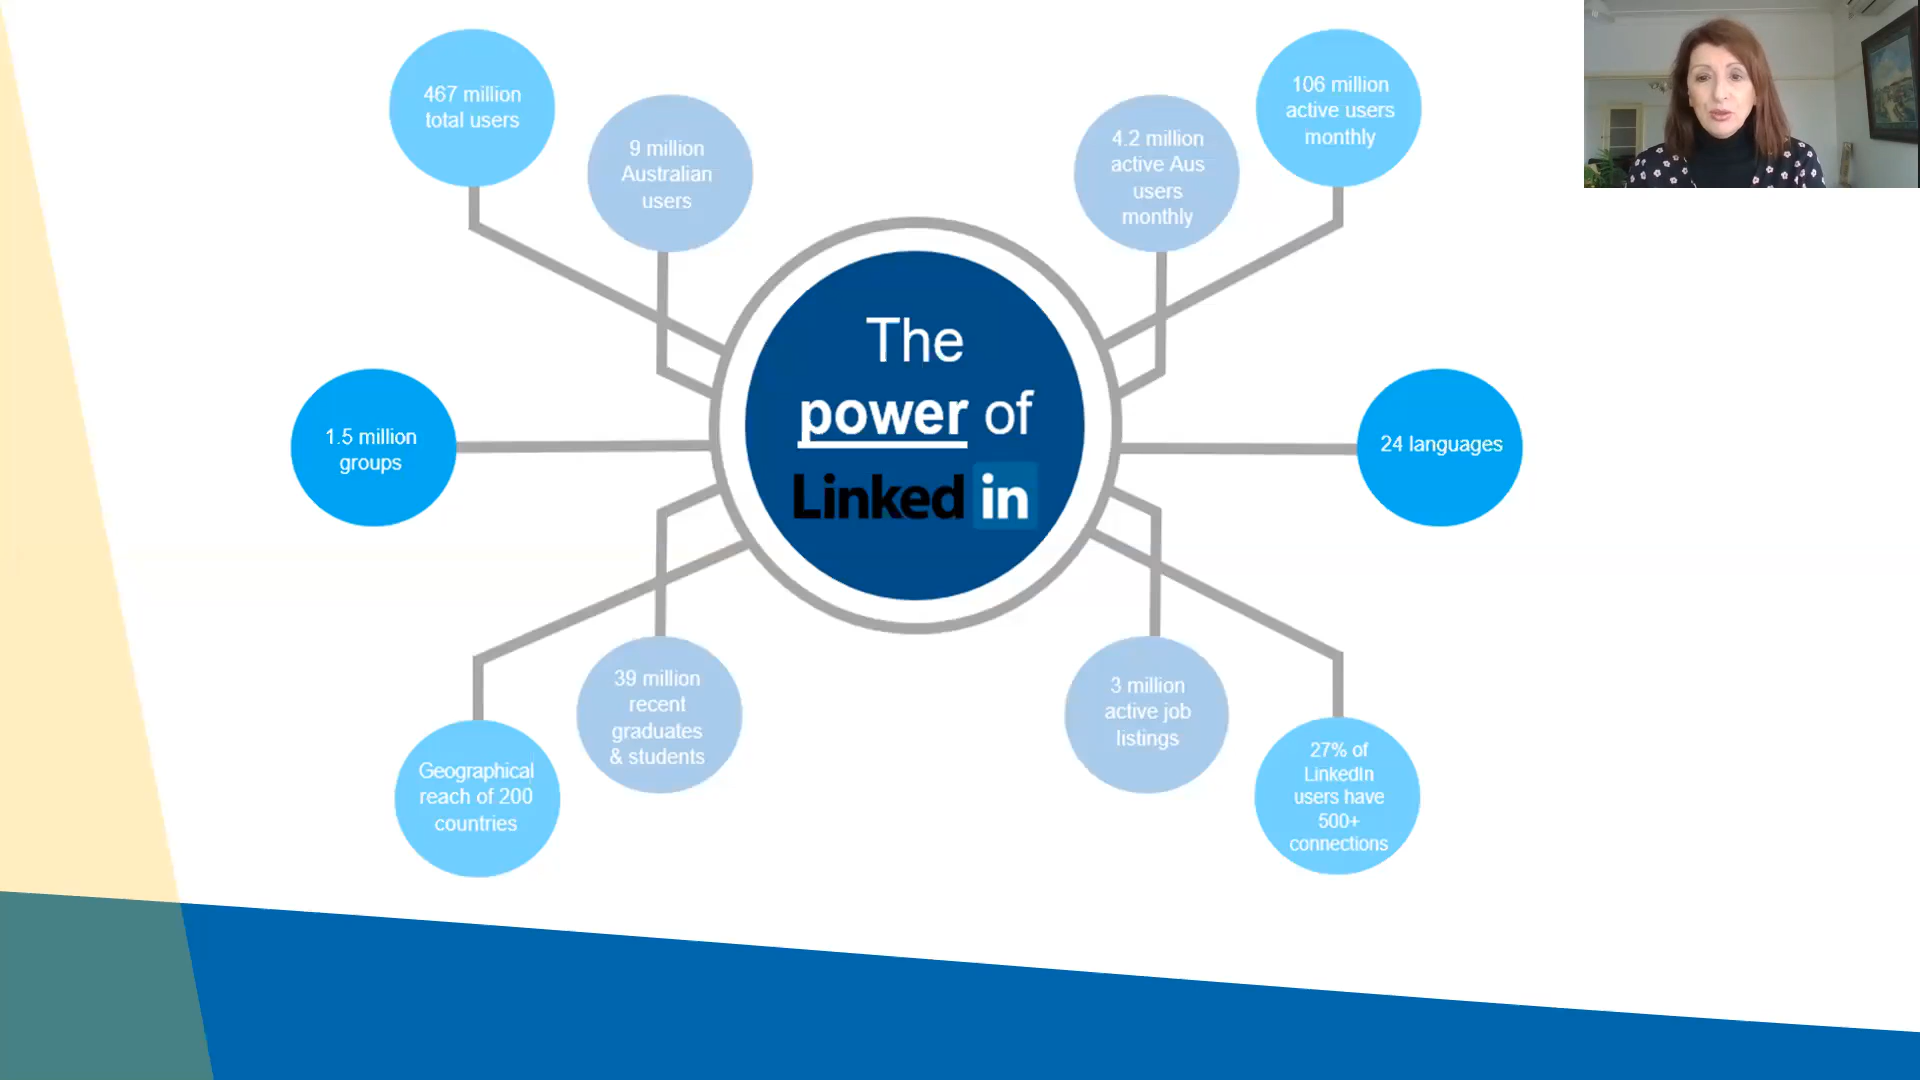 467 million
total users
9 million
Australian
users
4.2 million
active Aus
users
monthly
106 million
active users
monthly
The
power of
Linked in
1.5 million
groups
24 languages
Geographical
reach of 200
countries
39 million
recent
graduates
& students
3 million
active job
listings
27% of
LinkedIn
users have
500+
connections